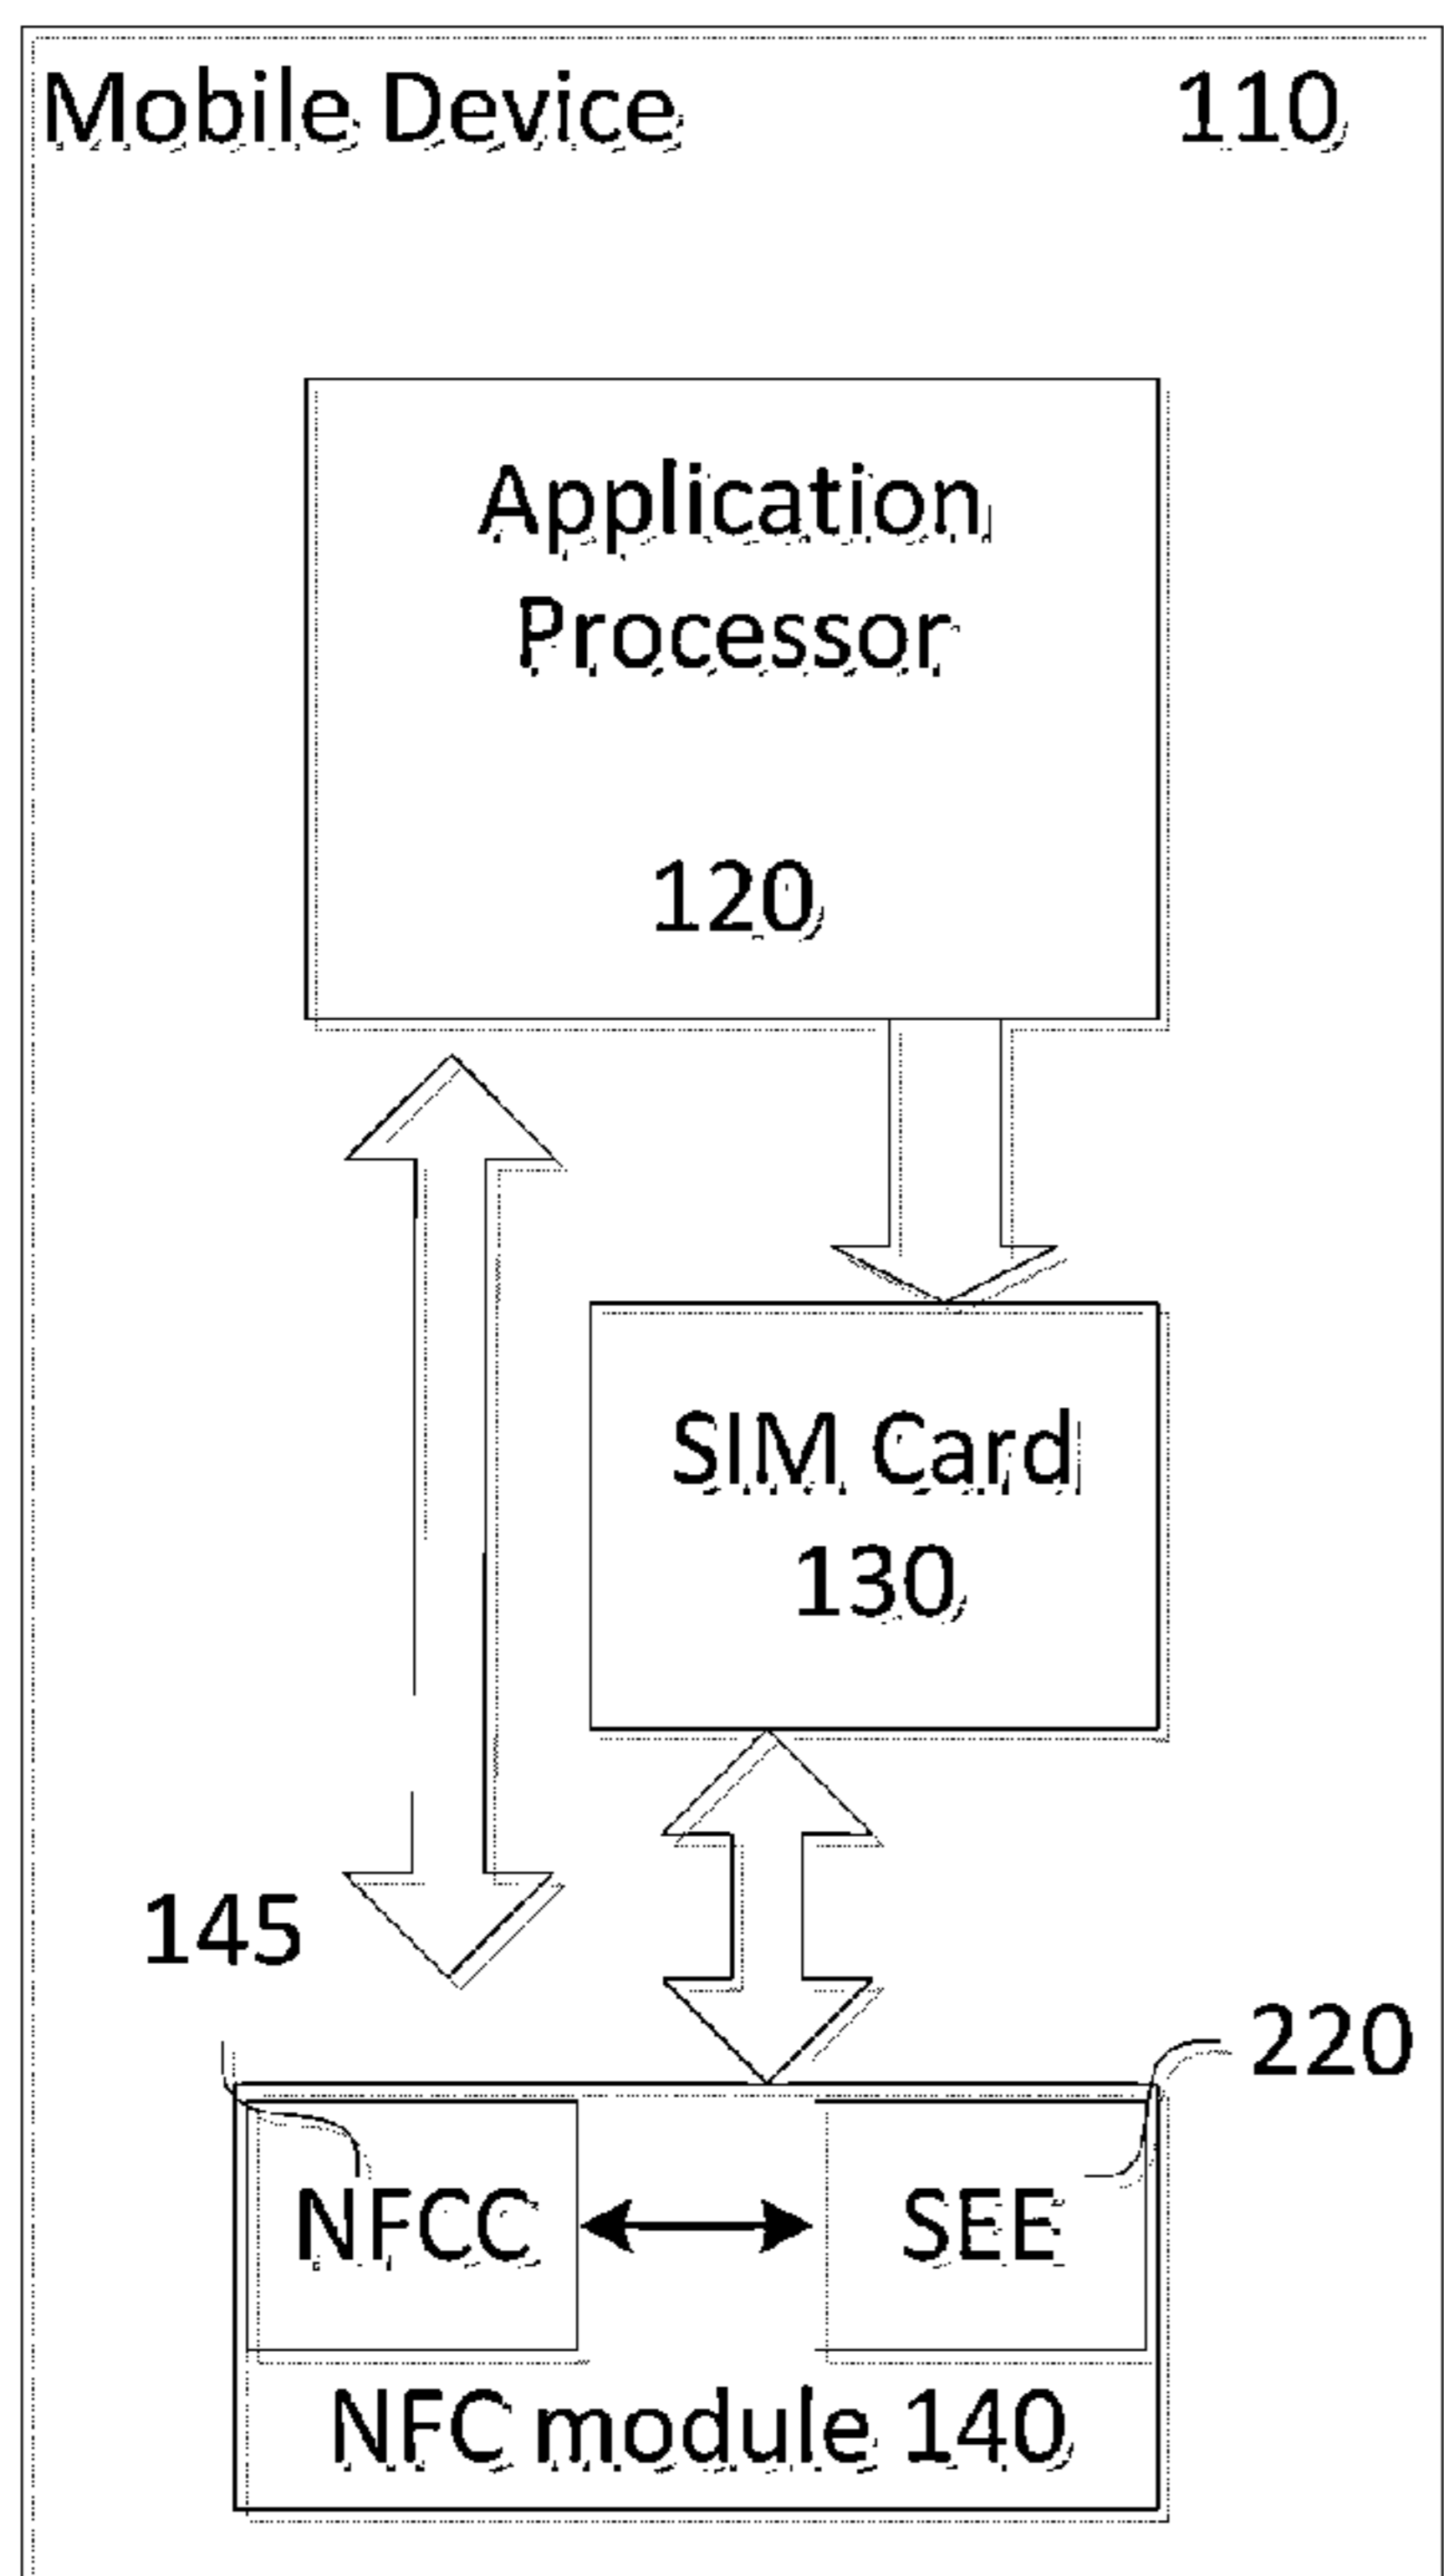 Mobile Device 110
Application
Processor
120
SIM Card
130
145
220
NFCC SEE
NFC module 140